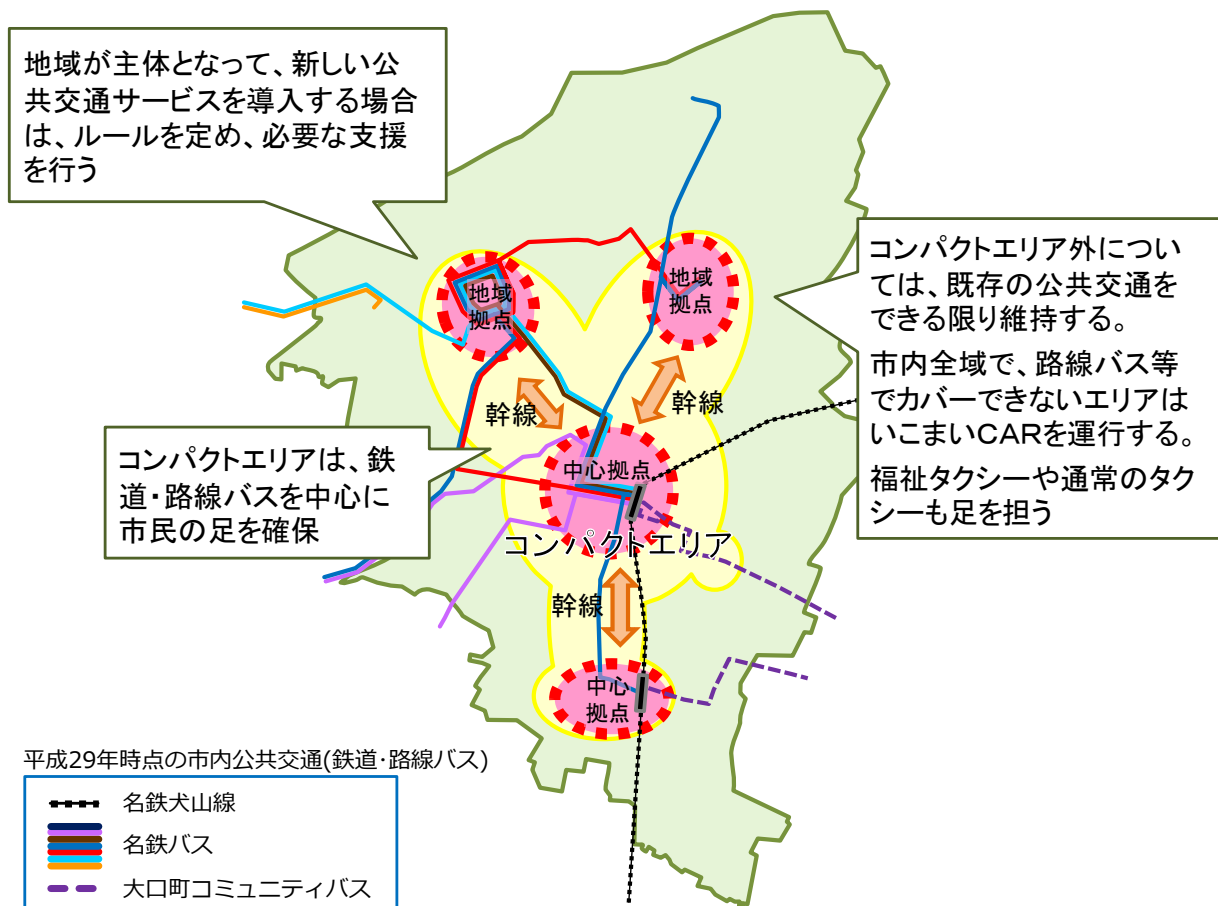 地域が主体となって、新しい公
共交通サービスを導入する場合
は、ルールを定め、必要な支援
を行う
コンパクトエリア外につい
ては、既存の公共交通を
できる限り維持する。
市内全域で、路線バス等
でカバーできないエリアは
いこまいCARを運行する。
福祉タクシーや通常のタク
シーも足を担う
地域
拠点
地域
拠点
幹線
幹線
コンパクトエリアは、鉄
道・路線バスを中心に
市民の足を確保
中心拠点
コンパクトエリア
幹線
中心
拠点
平成29年時点の市内公共交通(鉄道・路線バス)
名鉄犬山線
名鉄バス
大口町コミュニティバス